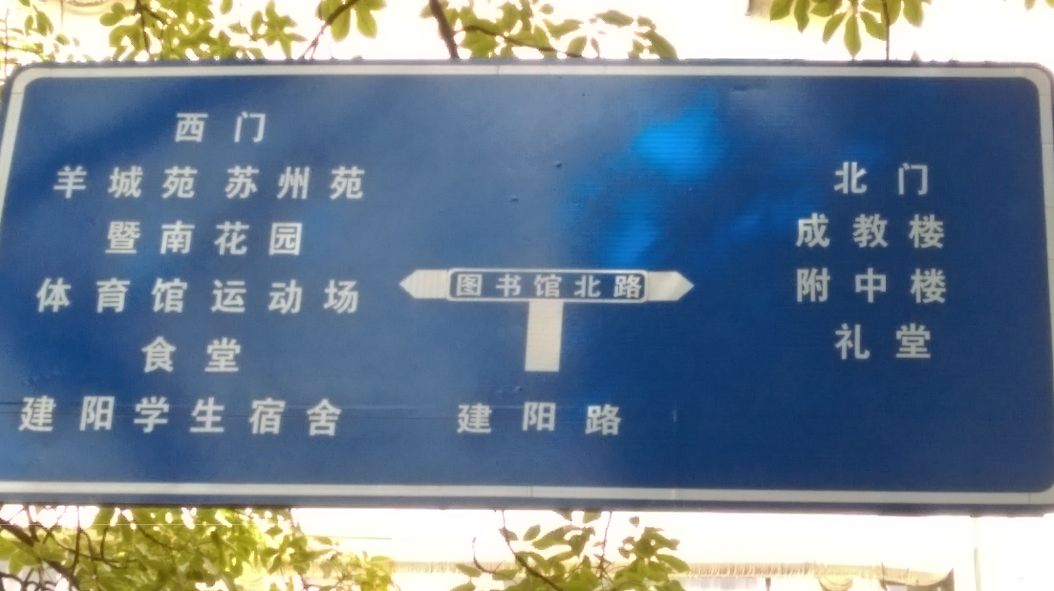 西门
羊城苑 苏州苑
暨南花园
体育馆 运动场
食堂
建阳学生宿舍
图书馆北路
建阳路
北门
成教楼
附中楼
礼堂